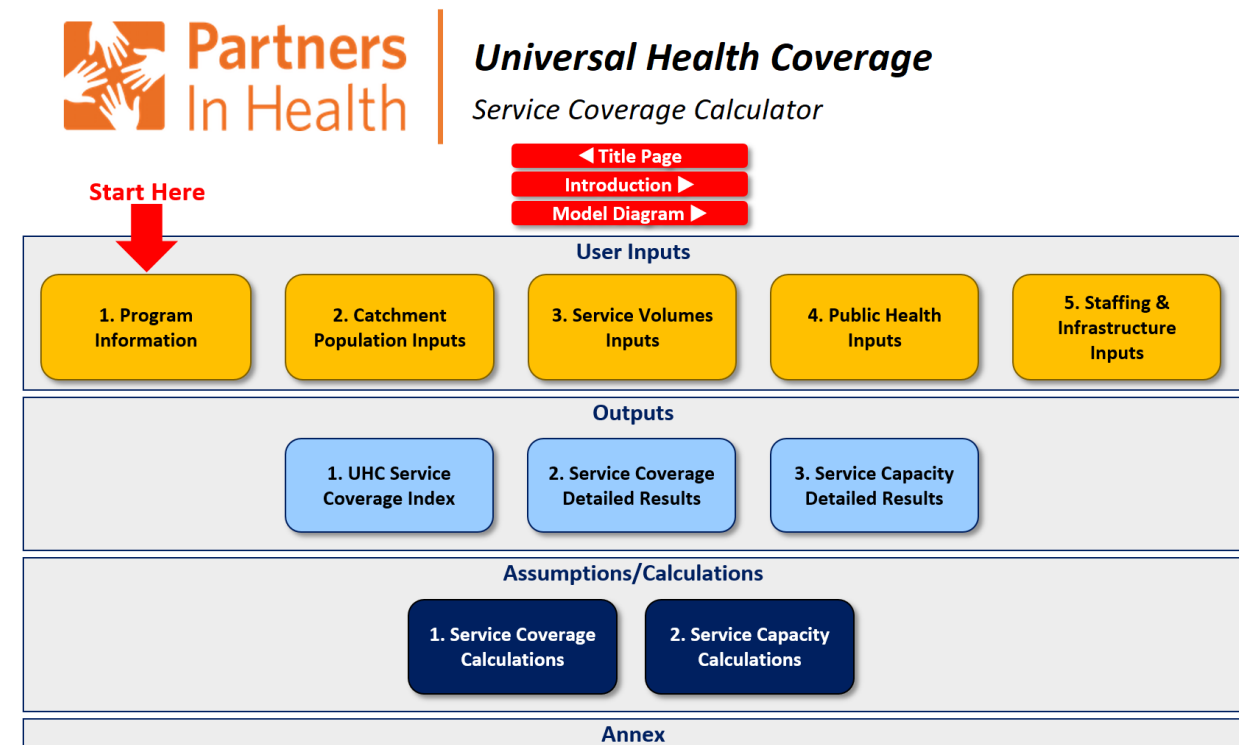 Partners
In Health
Universal Health Coverage
Service Coverage Calculator
◀ Title Page
Introduction ▶
Model Diagram ▶
Start Here
User Inputs
1. Program
Information
2. Catchment
Population Inputs
3. Service Volumes
Inputs
4. Public Health
Inputs
5. Staffing &
Infrastructure
Inputs
Outputs
1. UHC Service
Coverage Index
2. Service Coverage
Detailed Results
3. Service Capacity
Detailed Results
Assumptions/Calculations
1. Service Coverage
Calculations
2. Service Capacity
Calculations
Annex